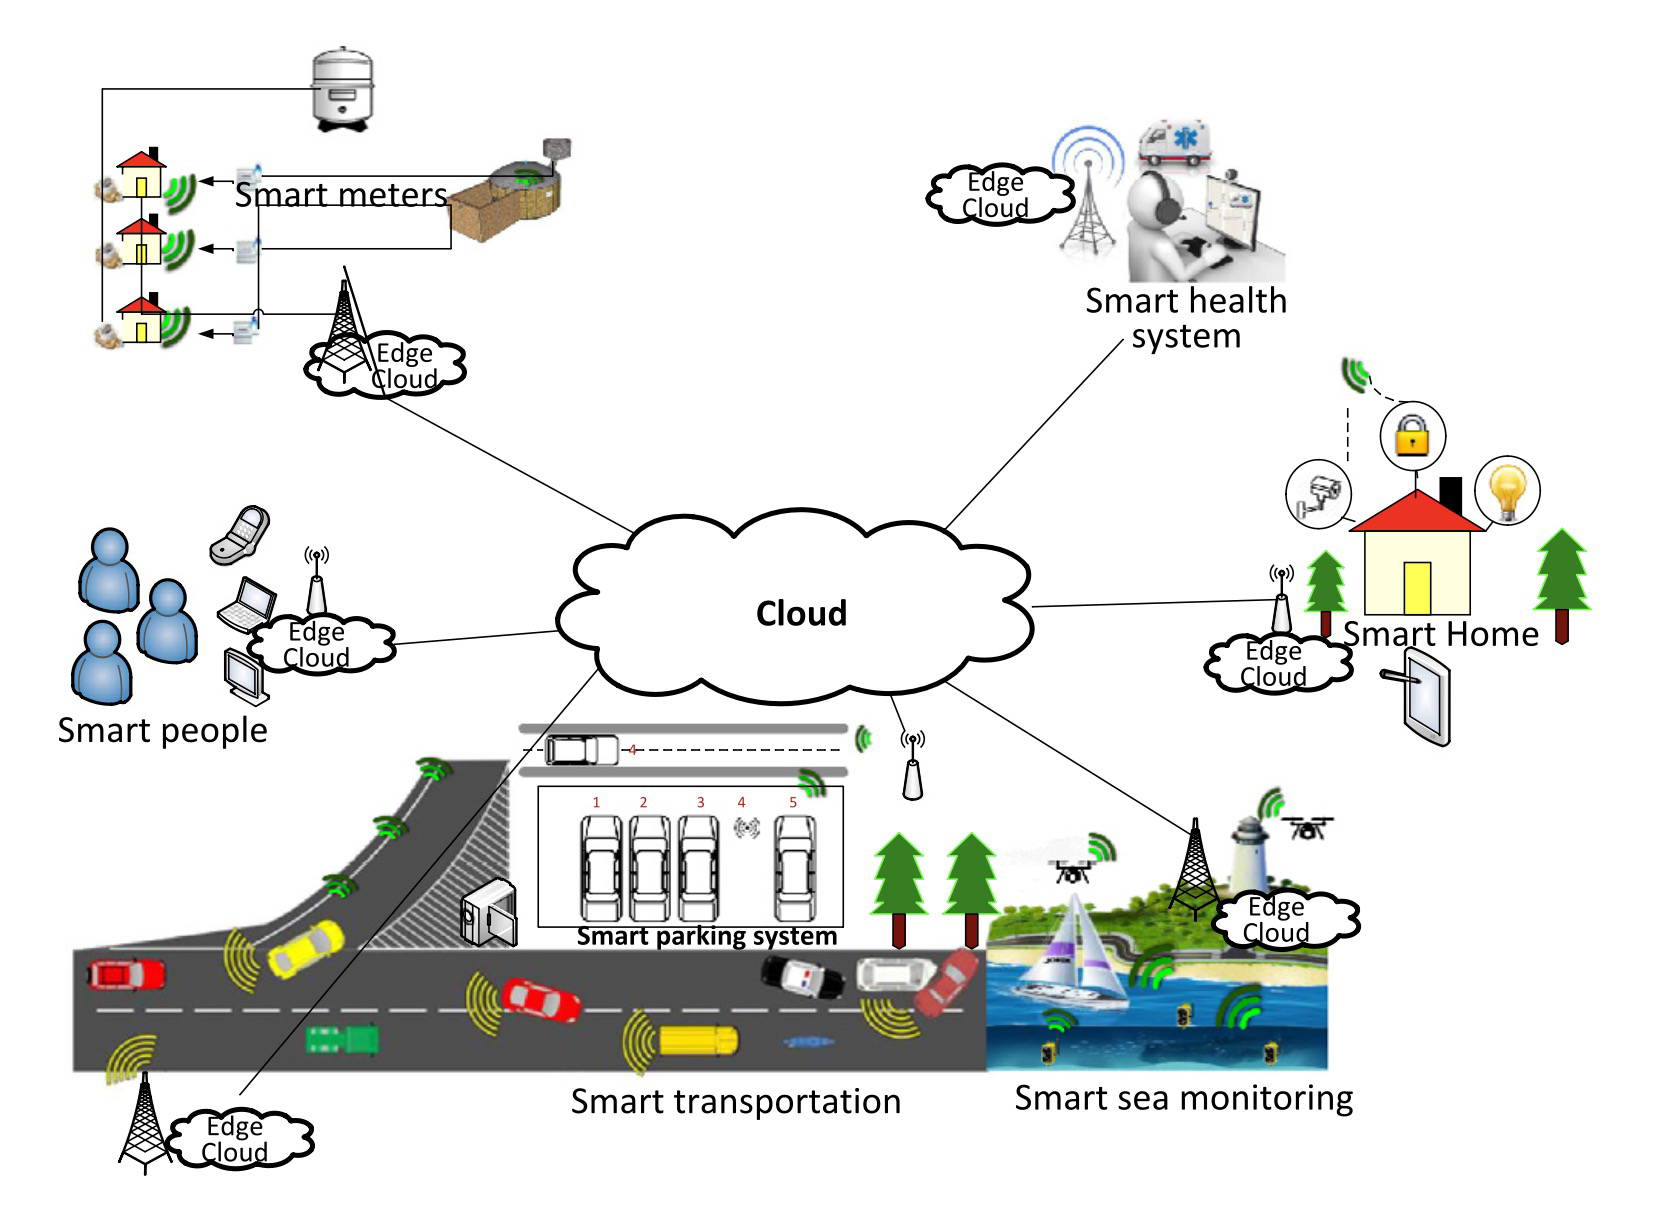 Smart meters
Edge
Cloud
Edge
Cloud
Smart health
system
Edge
Cloud
Smart people
Cloud
Smart Home
Edge
Cloud
4
1 2 3 4 5
Smart parking system
Edge
Cloud
Smart transportation
Smart sea monitoring
Edge
Cloud